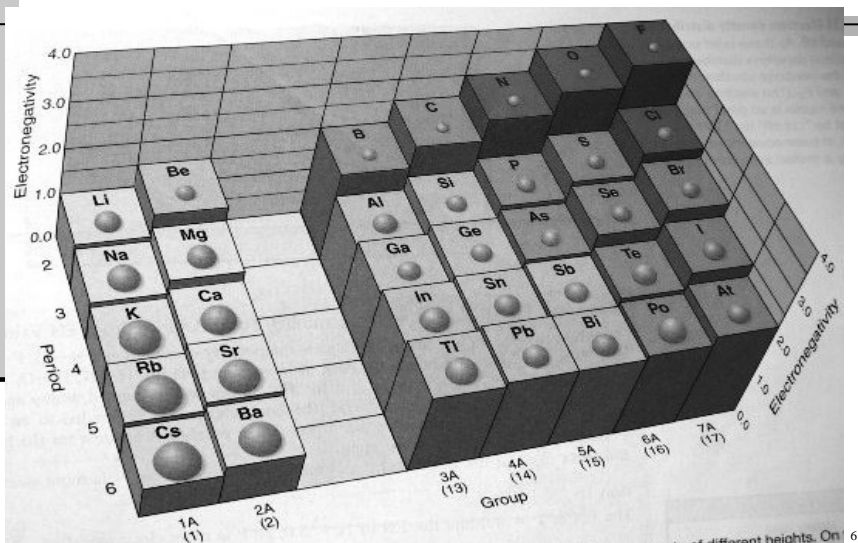 Electronegativity
4.0
3.0
2.0
1.0
0.0
Li Be B C N O F
Na Mg Al Si P S Cl
K Ca Ga Ge As Se Br
Rb Sr In Sn Sb Te I
Cs Ba Tl Pb Bi Po At
Period
2
3
4
5
6
1A 2A 3A 4A 5A 6A 7A
(1) (2) (13) (14) (15) (16) (17)
Group
Electronegativity
4.0
3.0
2.0
1.0
0.0
of different heights. On
6